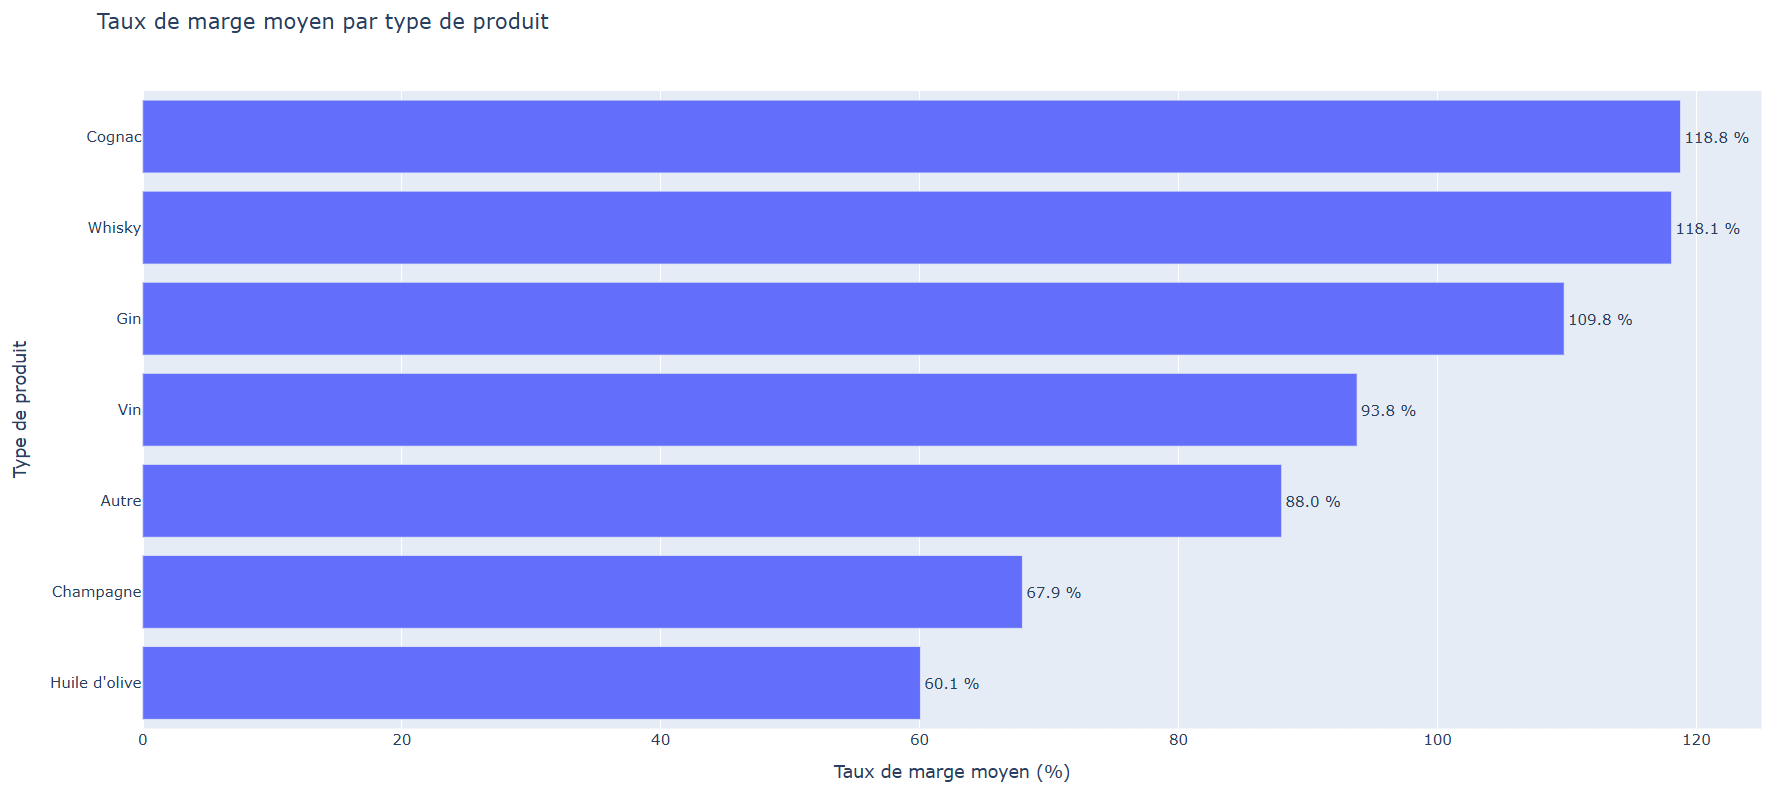 Taux de marge moyen par type de produit
Type de produit
Cognac 118.8 %
Whisky 118.1 %
Gin 109.8 %
Vin 93.8 %
Autre 88.0 %
Champagne 67.9 %
Huile d'olive 60.1 %
0 20 40 60 80 100 120
Taux de marge moyen (%)